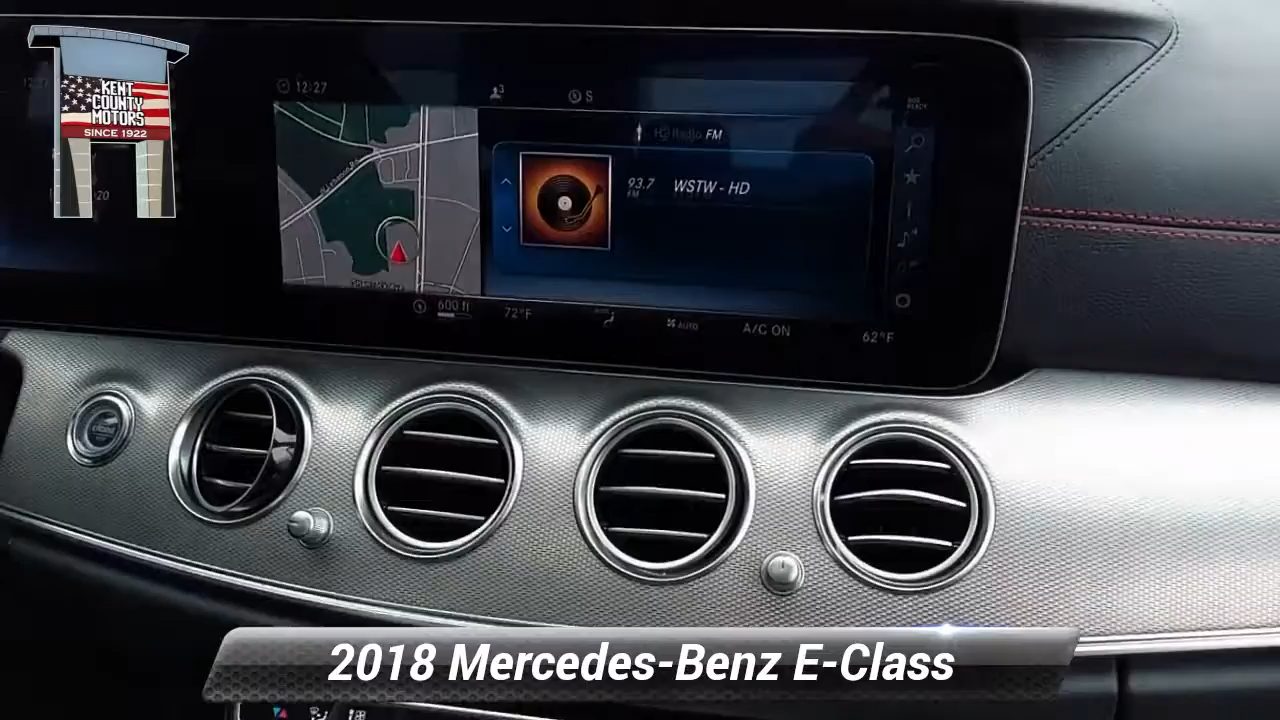 KENT
COUNTY
MOTORS
SINCE 1922
12:27
3
S
HD Radio FM
93.7
FM
WSTW - HD
600 ft
72°F
AUTO
A/C ON
62°F
2018 Mercedes-Benz E-Class